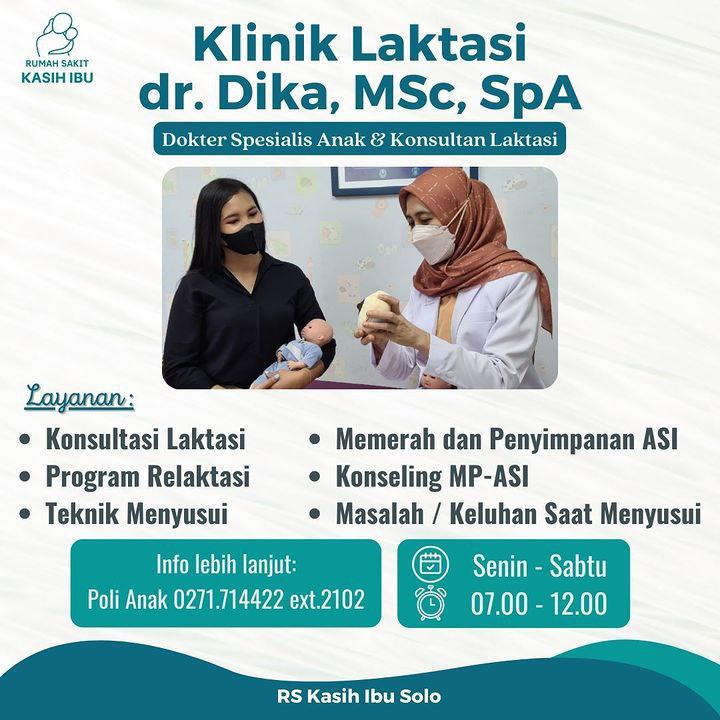 RUMAH SAKIT
KASIH IBU
Klinik Laktasi
dr. Dika, MSc, SpA
Dokter Spesialis Anak & Konsultan Laktasi
Layanan:
• Konsultasi Laktasi
• Program Relaktasi
• Teknik Menyusui
• Memerah dan Penyimpanan ASI
• Konseling MP-ASI
• Masalah / Keluhan Saat Menyusui
Info lebih lanjut:
Poli Anak 0271.714422 ext.2102
Senin - Sabtu
07.00 - 12.00
RS Kasih Ibu Solo